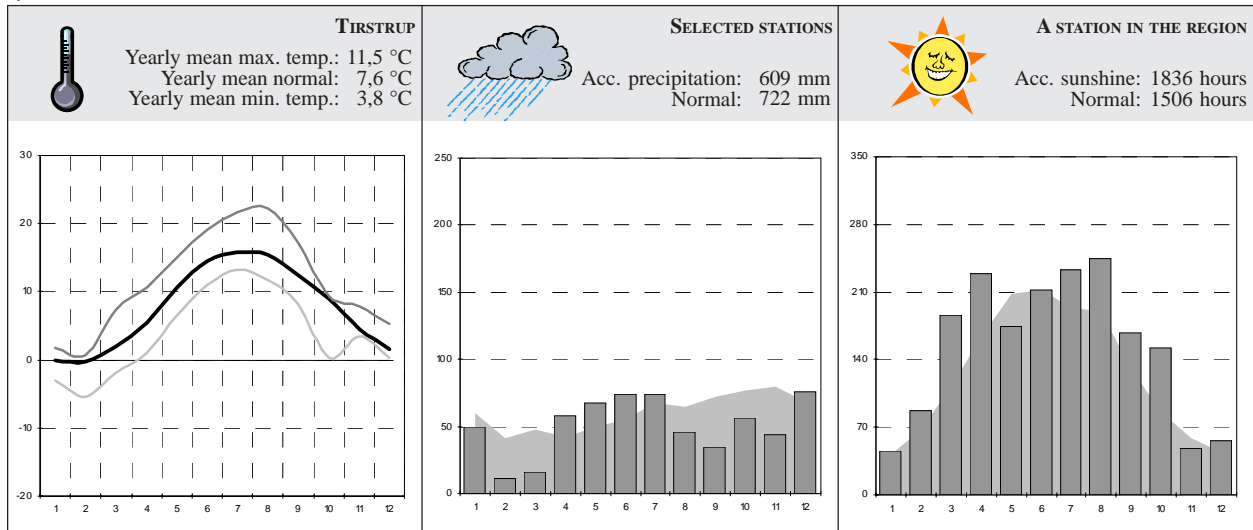 TIRSTRUP
Yearly mean max. temp.: 11,5 °C
Yearly mean normal: 7,6 °C
Yearly mean min. temp.: 3,8 °C
SELECTED STATIONS
Acc. precipitation: 609 mm
Normal: 722 mm
A STATION IN THE REGION
Acc. sunshine: 1836 hours
Normal: 1506 hours
30
20
10
0
-10
-20
1 2 3 4 5 6 7 8 9 10 11 12
250
200
150
100
50
0
1 2 3 4 5 6 7 8 9 10 11 12
350
280
210
140
70
0
1 2 3 4 5 6 7 8 9 10 11 12